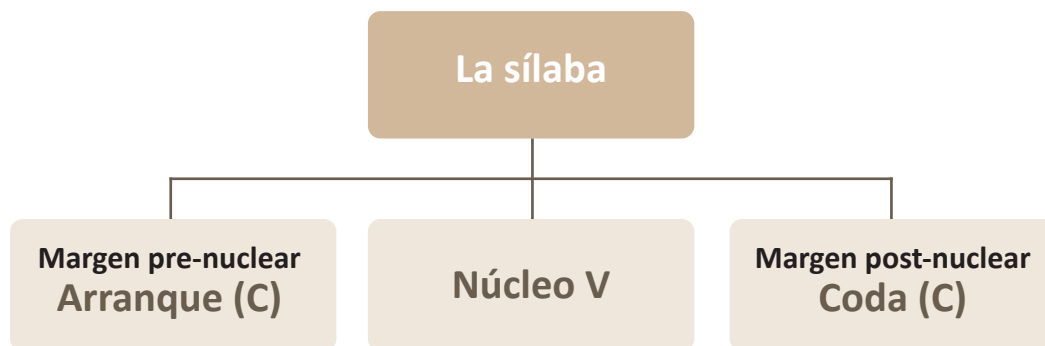 La sílaba
Margen pre-nuclear
Arranque (C)
Núcleo V
Margen post-nuclear
Coda (C)